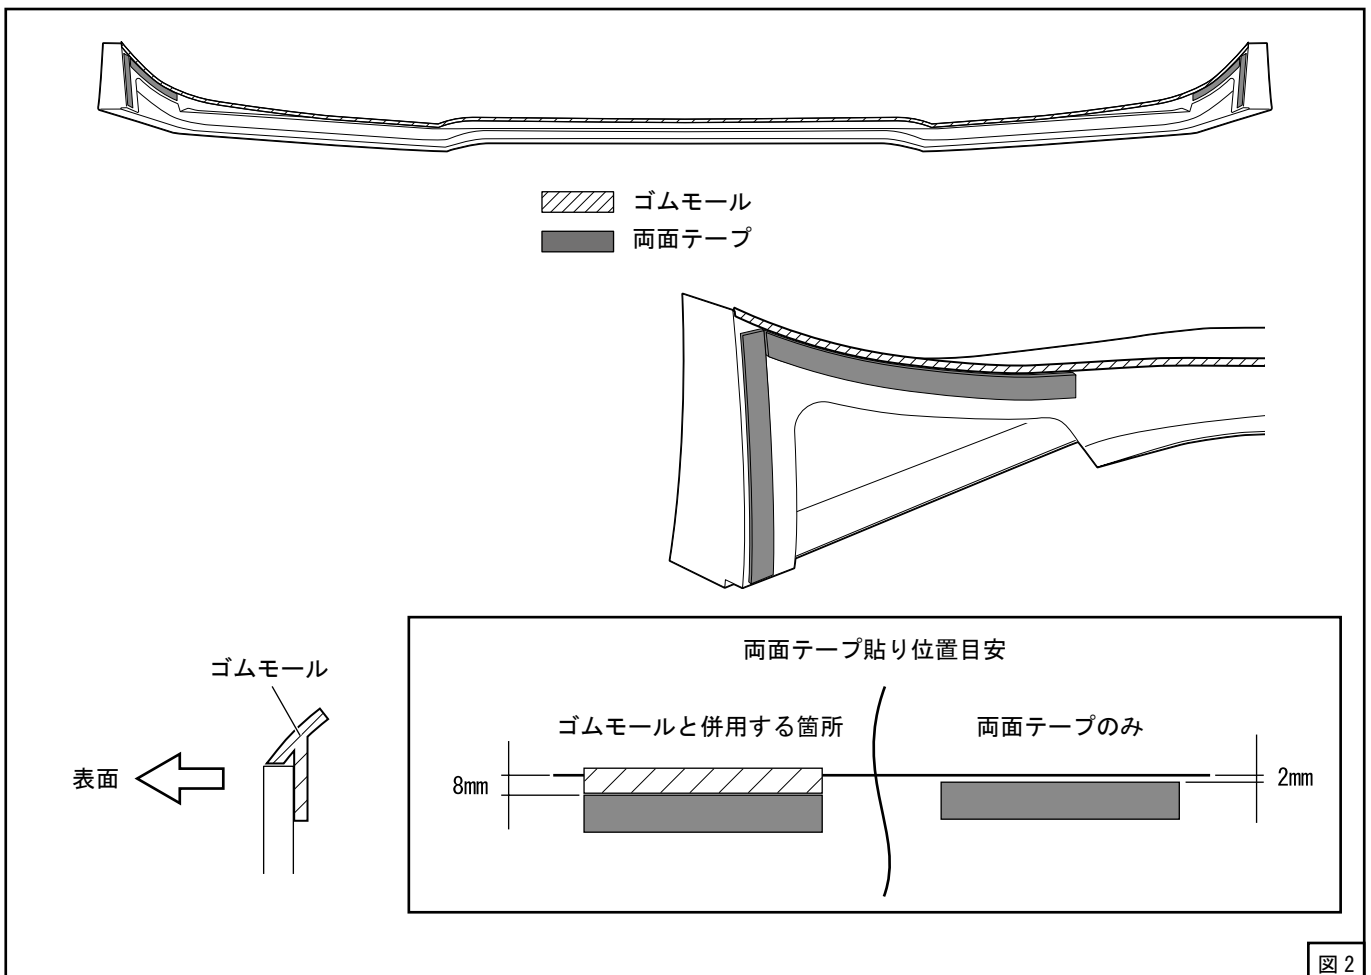 ゴムモール
両面テープ
ゴムモール
表面
両面テープ貼り位置目安
ゴムモールと併用する箇所
両面テープのみ
8mm
2mm
図 2